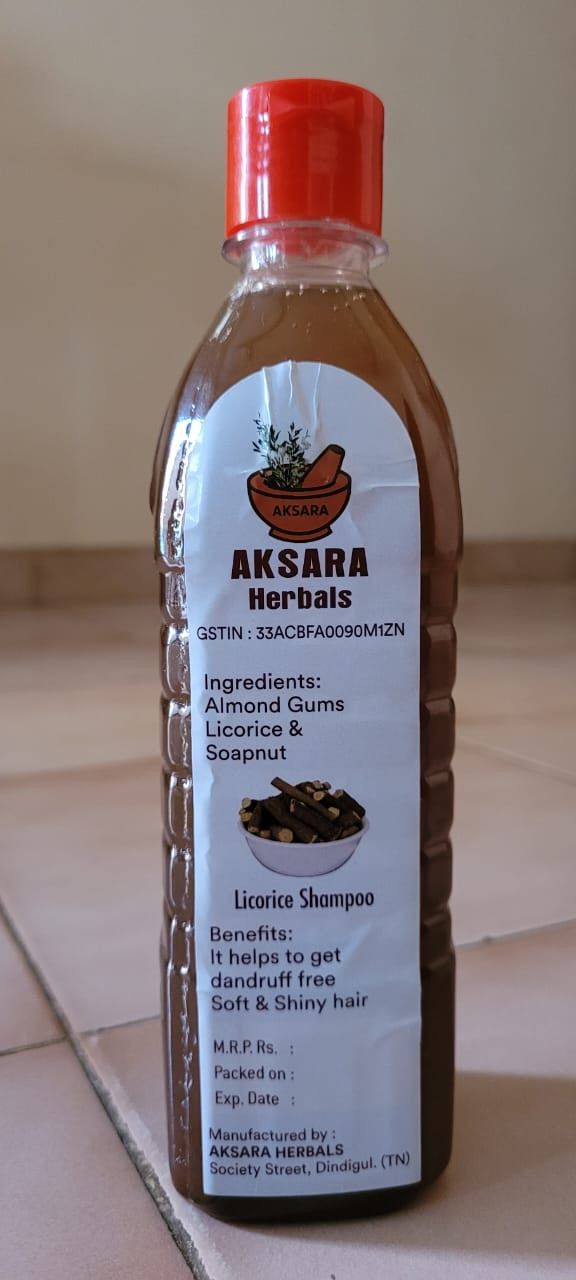 AKSARA
AKSARA
Herbals
GSTIN : 33ACBFA0090M1ZN
Ingredients:
Almond Gums
Licorice &
Soapnut
Licorice Shampoo
Benefits:
It helps to get
dandruff free
Soft & Shiny hair
M.R.P. Rs. :
Packed on :
Exp. Date :
Manufactured by :
AKSARA HERBALS
Society Street, Dindigul. (TN)